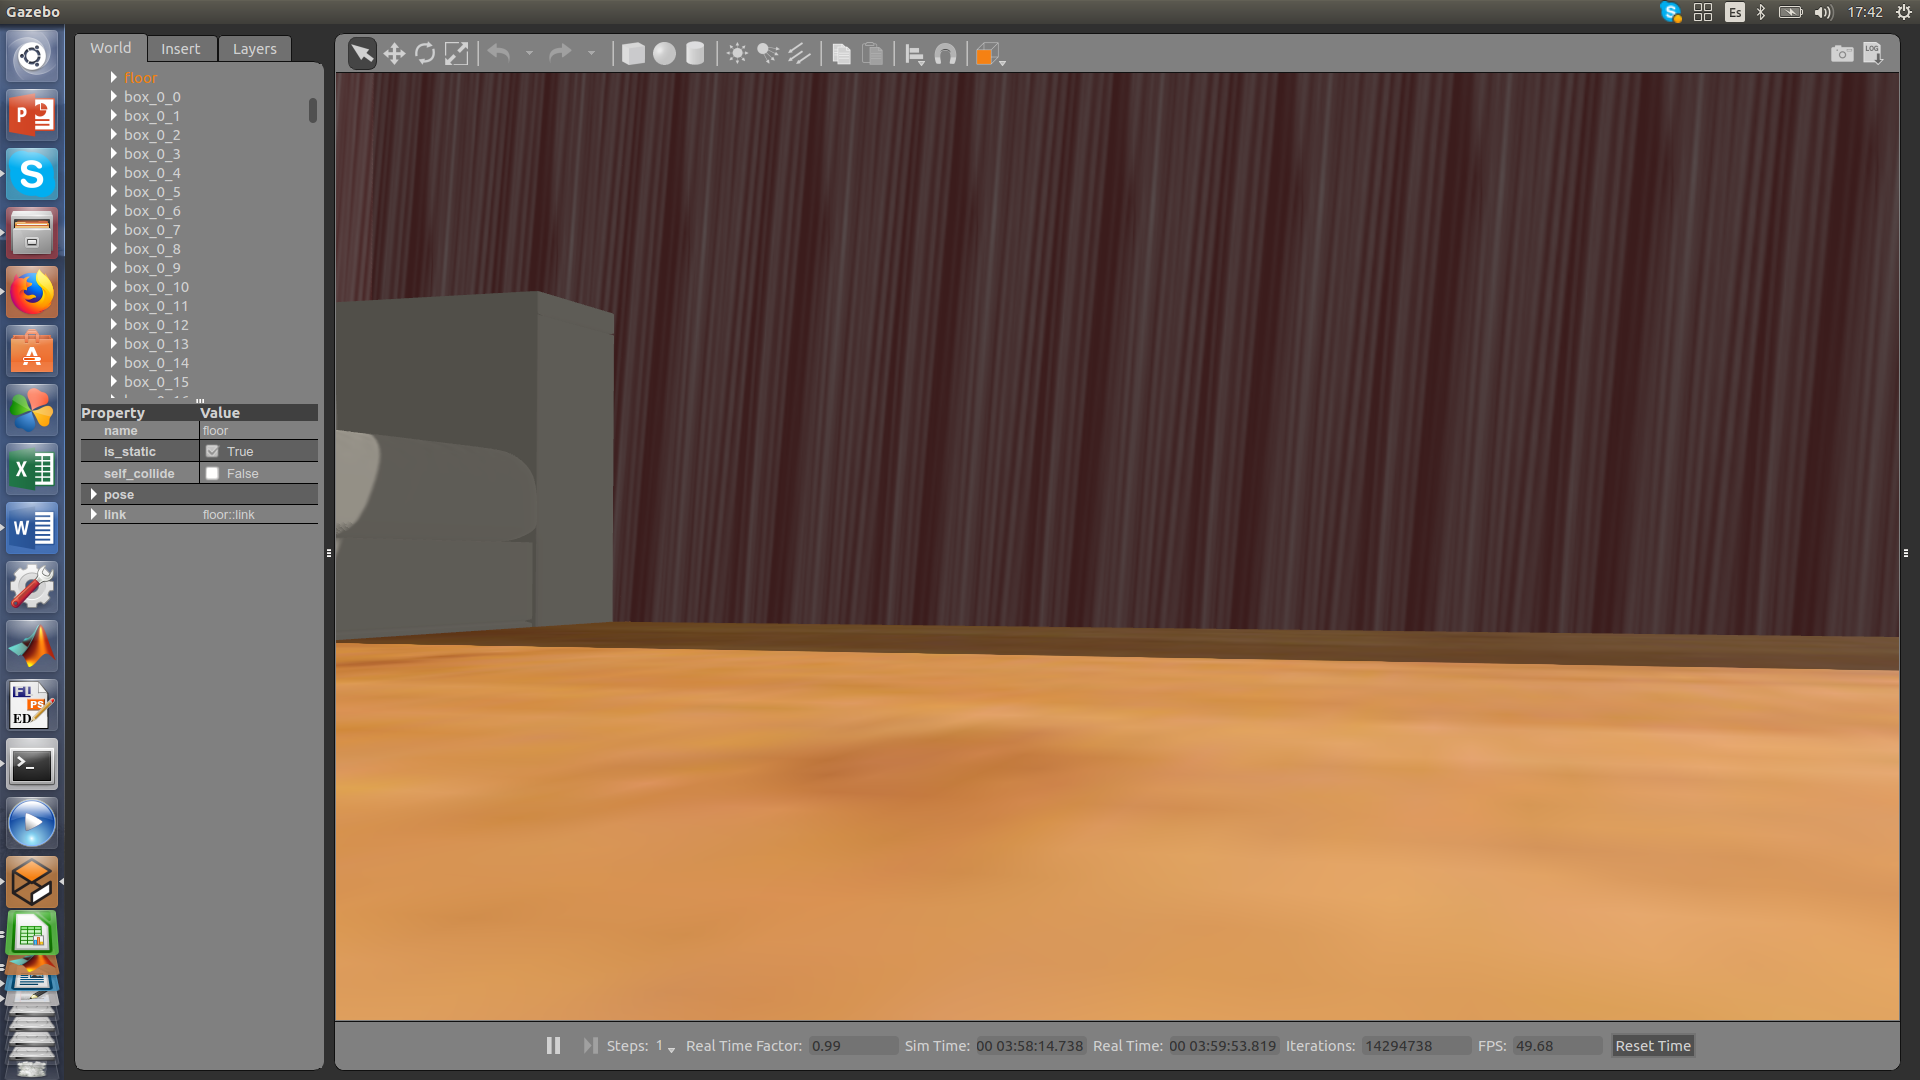 Gazebo
Es
17:42
World
Insert
Layers
LOG
floor
box_0_0
box_0_1
box_0_2
box_0_3
box_0_4
box_0_5
box_0_6
box_0_7
box_0_8
box_0_9
box_0_10
box_0_11
box_0_12
box_0_13
box_0_14
box_0_15
Property Value
name floor
is_static True
self_collide False
pose
link floor::link
Steps: 1 Real Time Factor: 0.99 Sim Time: 00 03:58:14.738 Real Time: 00 03:59:53.819 Iterations: 14294738 FPS: 49.68 Reset Time
P
S
A
X
W
PS
ED
>_